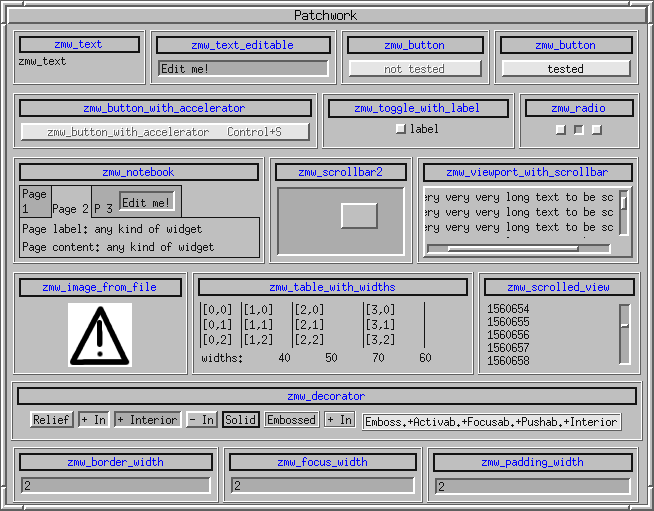 Patchwork
zmw_text
zmw_text
zmw_text_editable
Edit me!
zmw_button
not tested
zmw_button
tested
zmw_button_with_accelerator
zmw_button_with_accelerator Control+S
zmw_toggle_with_label
label
zmw_radio
zmw_notebook
Page 1
Page 2
P 3
Edit me!
Page label: any kind of widget
Page content: any kind of widget
zmw_scrollbar2
zmw_viewport_with_scrollbar
ery very very long text to be sc
ery very very long text to be sc
ery very very long text to be sc
zmw_image_from_file
zmw_table_with_widths
[0,0] [1,0] [2,0] [3,0]
[0,1] [1,1] [2,1] [3,1]
[0,2] [1,2] [2,2] [3,2]
widths: 40 50 70 60
zmw_scrolled_view
1560654
1560655
1560656
1560657
1560658
zmw_decorator
Relief + In + Interior - In Solid Embossed + In Emboss.+Activab.+Focusab.+Pushab.+Interior
zmw_border_width
2
zmw_focus_width
2
zmw_padding_width
2